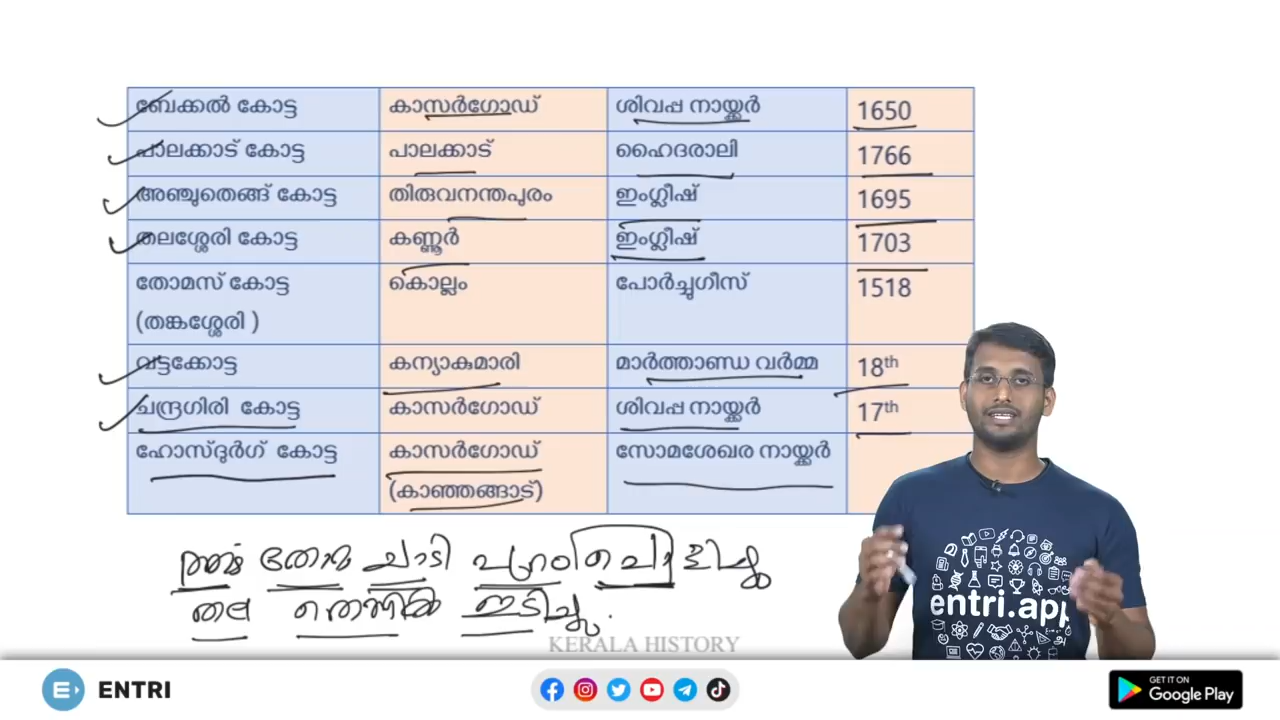 ബേക്കൽ കോട്ട കാസർഗോഡ് ശിവപ്പ നായ്ക്കർ 1650
പാലക്കാട് കോട്ട പാലക്കാട് ഹൈദരാലി 1766
അഞ്ചുതെങ്ങ് കോട്ട തിരുവനന്തപുരം ഇംഗ്ലീഷ് 1695
തലശ്ശേരി കോട്ട കണ്ണൂർ ഇംഗ്ലീഷ് 1703
തോമസ് കോട്ട കൊല്ലം പോർച്ചുഗീസ് 1518
(തങ്കശ്ശേരി )
വട്ടക്കോട്ട കന്യാകുമാരി മാർത്താണ്ഡ വർമ്മ 18th
ചന്ദ്രഗിരി കോട്ട കാസർഗോഡ് ശിവപ്പ നായ്ക്കർ 17th
ഹോസ്ദുർഗ് കോട്ട കാസർഗോഡ് സോമശേഖര നായ്ക്കർ
(കാഞ്ഞങ്ങാട്)
ചാടി
തല ഇടിച്ചു.
KERALA HISTORY
entri.app
ENTRI
GET IT ON
Google Play